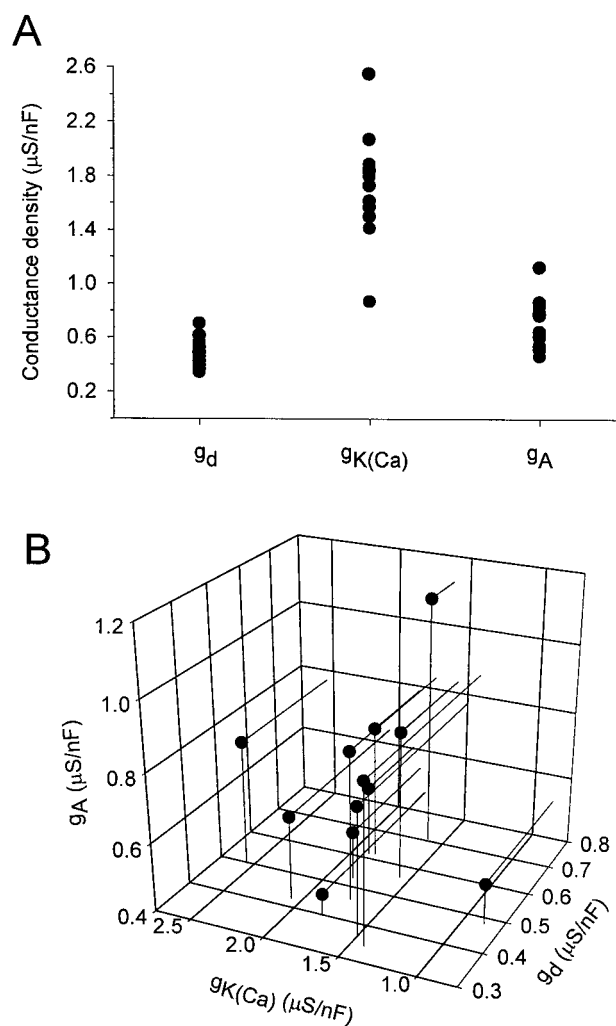 A
Conductance density (µS/nF)
2.6
2.2
1.8
1.4
1.0
0.6
0.2
gd
gK(Ca)
gA
B
gA (µS/nF)
1.2
1.0
0.8
0.6
0.4
2.5
2.0
1.5
1.0
gK(Ca) (µS/nF)
0.8
0.7
0.6
0.5
0.4
0.3
gd (µS/nF)